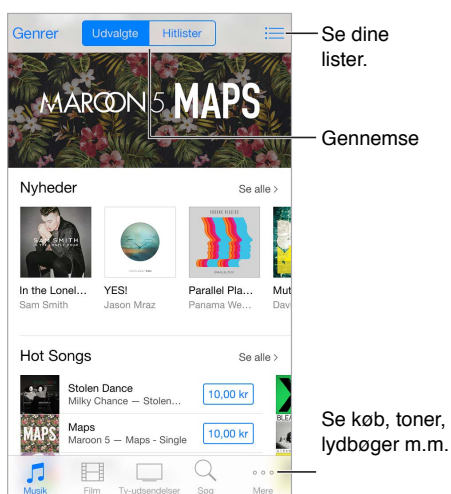 Genrer Udvalgte Hitlister
Se dine
lister.
MAROON 5 MAPS
Gennemse
Nyheder Se alle >
SAM SMITH
In the Lonel... YES! Parallel Pla... Mut
Sam Smith Jason Mraz Panama We... Dav
Hot Songs Se alle >
Stolen Dance
Milky Chance — Stolen... 10,00 kr
MAPS Maps
Maroon 5 — Maps - Single 10,00 kr
Se køb, toner,
lydbøger m.m.
Musik Film Tv-udsendelser Søg Mere